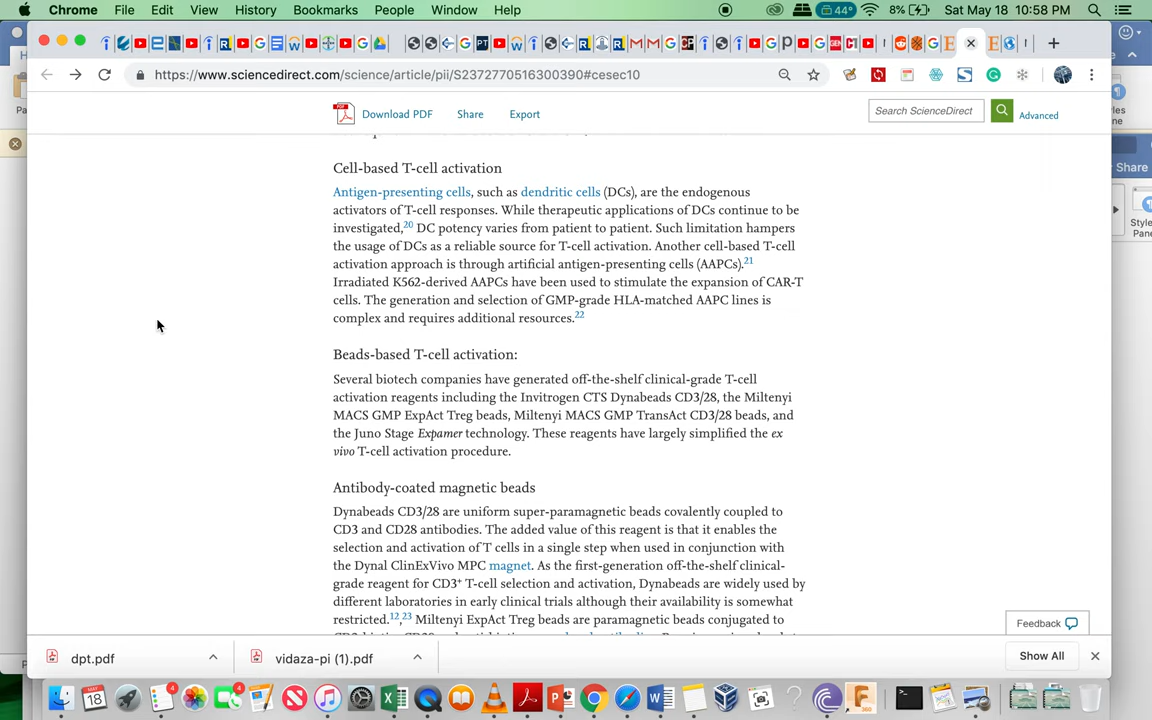 Chrome File Edit View History Bookmarks People Window Help 44° 8% Sat May 18 10:58 PM
https://www.sciencedirect.com/science/article/pii/S2372770516300390#cesec10
Download PDF Share Export Search ScienceDirect Advanced
Share
Cell-based T-cell activation
Antigen-presenting cells, such as dendritic cells (DCs), are the endogenous
activators of T-cell responses. While therapeutic applications of DCs continue to be
investigated,20 DC potency varies from patient to patient. Such limitation hampers
the usage of DCs as a reliable source for T-cell activation. Another cell-based T-cell
activation approach is through artificial antigen-presenting cells (AAPCs).21
Irradiated K562-derived AAPCs have been used to stimulate the expansion of CAR-T
cells. The generation and selection of GMP-grade HLA-matched AAPC lines is
complex and requires additional resources.22
Beads-based T-cell activation:
Several biotech companies have generated off-the-shelf clinical-grade T-cell
activation reagents including the Invitrogen CTS Dynabeads CD3/28, the Miltenyi
MACS GMP ExpAct Treg beads, Miltenyi MACS GMP TransAct CD3/28 beads, and
the Juno Stage Expamer technology. These reagents have largely simplified the ex
vivo T-cell activation procedure.
Antibody-coated magnetic beads
Dynabeads CD3/28 are uniform super-paramagnetic beads covalently coupled to
CD3 and CD28 antibodies. The added value of this reagent is that it enables the
selection and activation of T cells in a single step when used in conjunction with
the Dynal ClinExVivo MPC magnet. As the first-generation off-the-shelf clinical-
grade reagent for CD3+ T-cell selection and activation, Dynabeads are widely used by
different laboratories in early clinical trials although their availability is somewhat
restricted.12,23 Miltenyi ExpAct Treg beads are paramagnetic beads conjugated to
Feedback
dpt.pdf vidaza-pi (1).pdf Show All